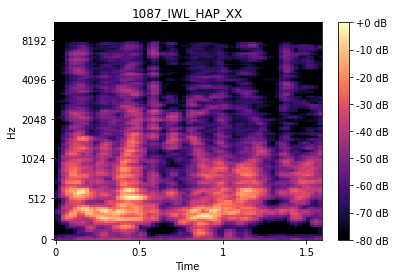 1087_IWL_HAP_XX
8192
4096
2048
1024
512
0
Hz
0
0.5
1
1.5
Time
+0 dB
-10 dB
-20 dB
-30 dB
-40 dB
-50 dB
-60 dB
-70 dB
-80 dB